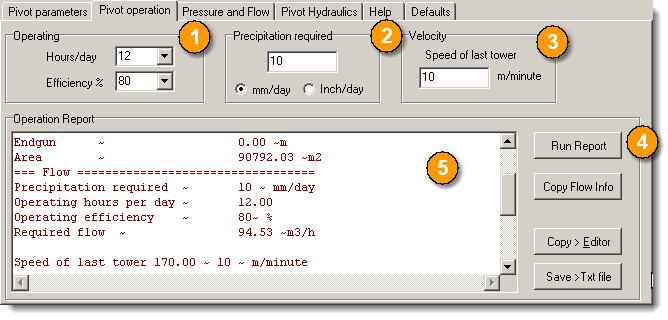 Pivot parameters Pivot operation Pressure and Flow Pivot Hydraulics Help Defaults
Operating 1
Hours/day 12
Efficiency % 80
Precipitation required 2
10
mm/day Inch/day
Velocity 3
Speed of last tower
10 m/minute
Operation Report
Endgun ~ 0.00 ~m
Area ~ 90792.03 ~m2
=== Flow ===================================
Precipitation required ~ 10 ~ mm/day
Operating hours per day ~ 12.00
Operating efficiency ~ 80~ %
Required flow ~ 94.53 ~m3/h
Speed of last tower 170.00 ~ 10 ~ m/minute
5
4
Run Report
Copy Flow Info
Copy > Editor
Save >Txt file